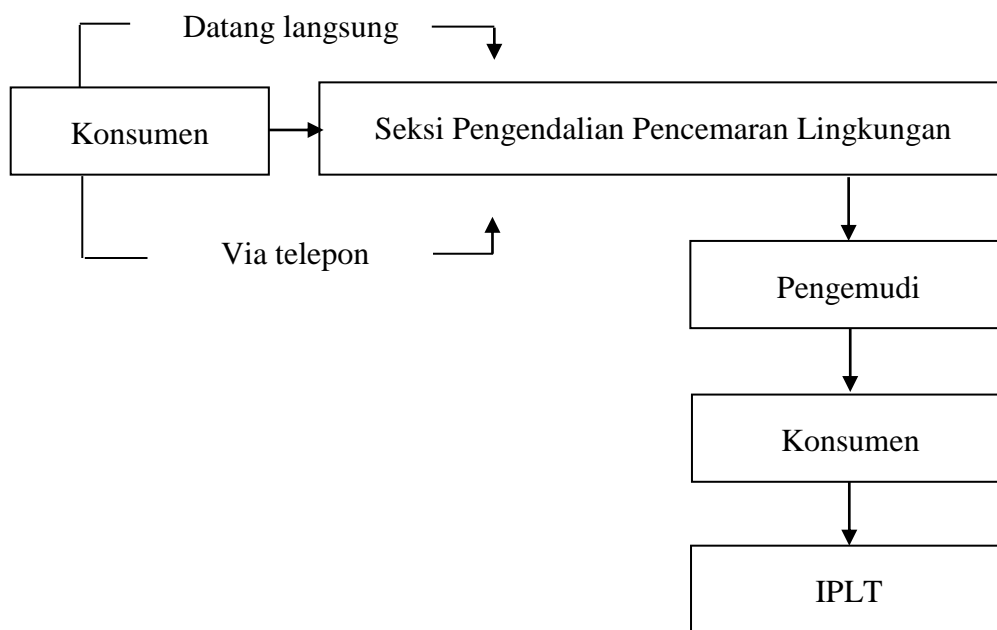 Datang langsung
Konsumen
Seksi Pengendalian Pencemaran Lingkungan
Via telepon
Pengemudi
Konsumen
IPLT